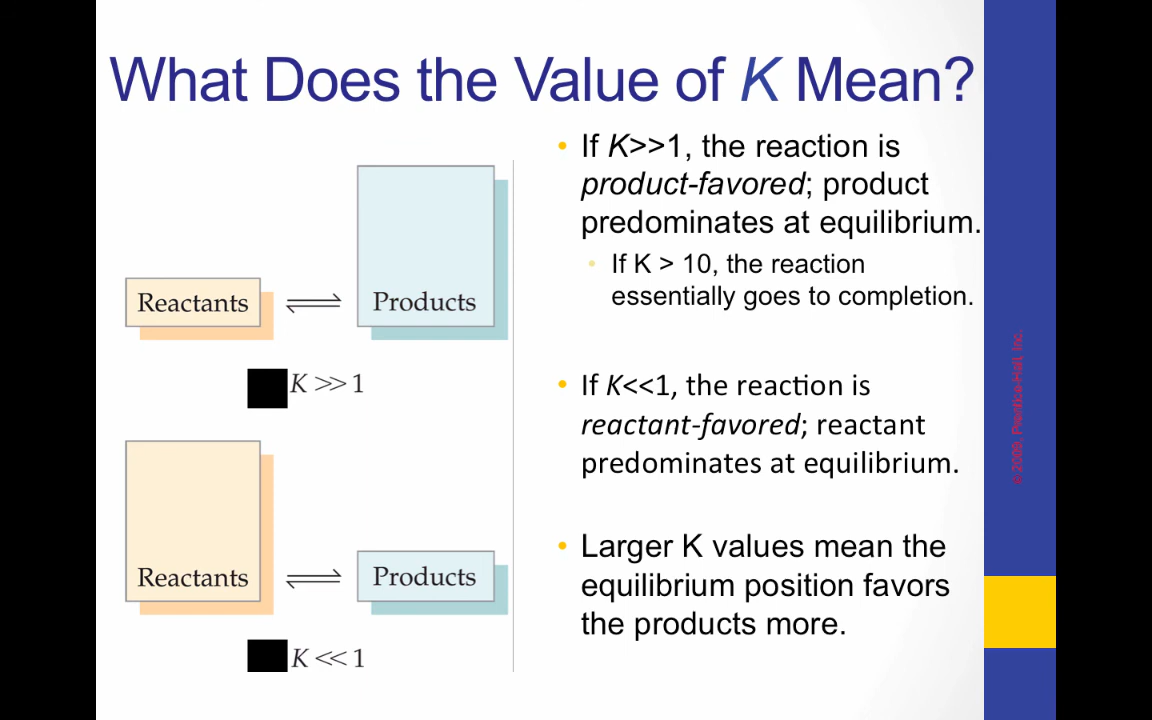 What Does the Value of K Mean?
Reactants
Products
K >> 1
Reactants
Products
K << 1
• If K>>1, the reaction is
product-favored; product
predominates at equilibrium.
• If K > 10, the reaction
essentially goes to completion.
• If K<<1, the reaction is
reactant-favored; reactant
predominates at equilibrium.
• Larger K values mean the
equilibrium position favors
the products more.
© 2009, Prentice-Hall, Inc.